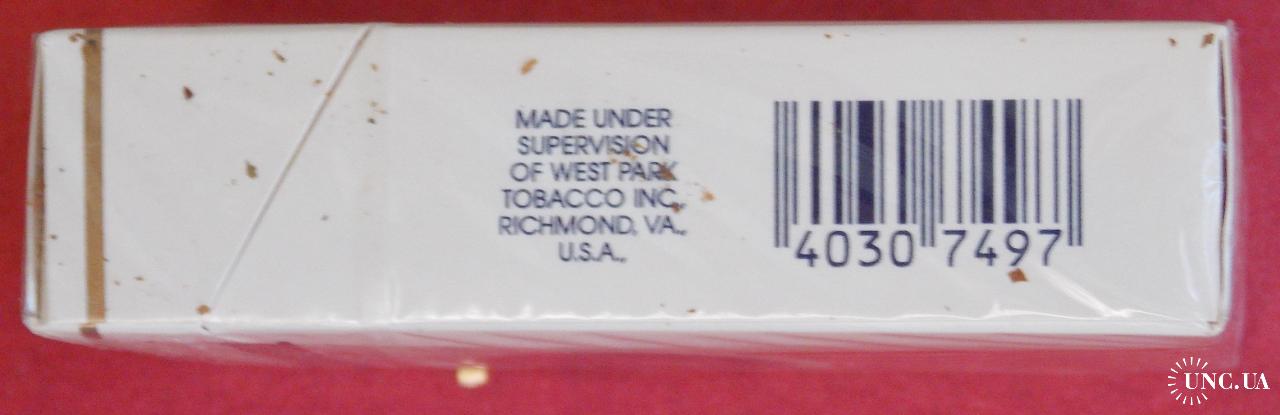 MADE UNDER
SUPERVISION
OF WEST PARK
TOBACCO INC.,
RICHMOND, VA.,
U.S.A.,
4030 7497
UNC.UA